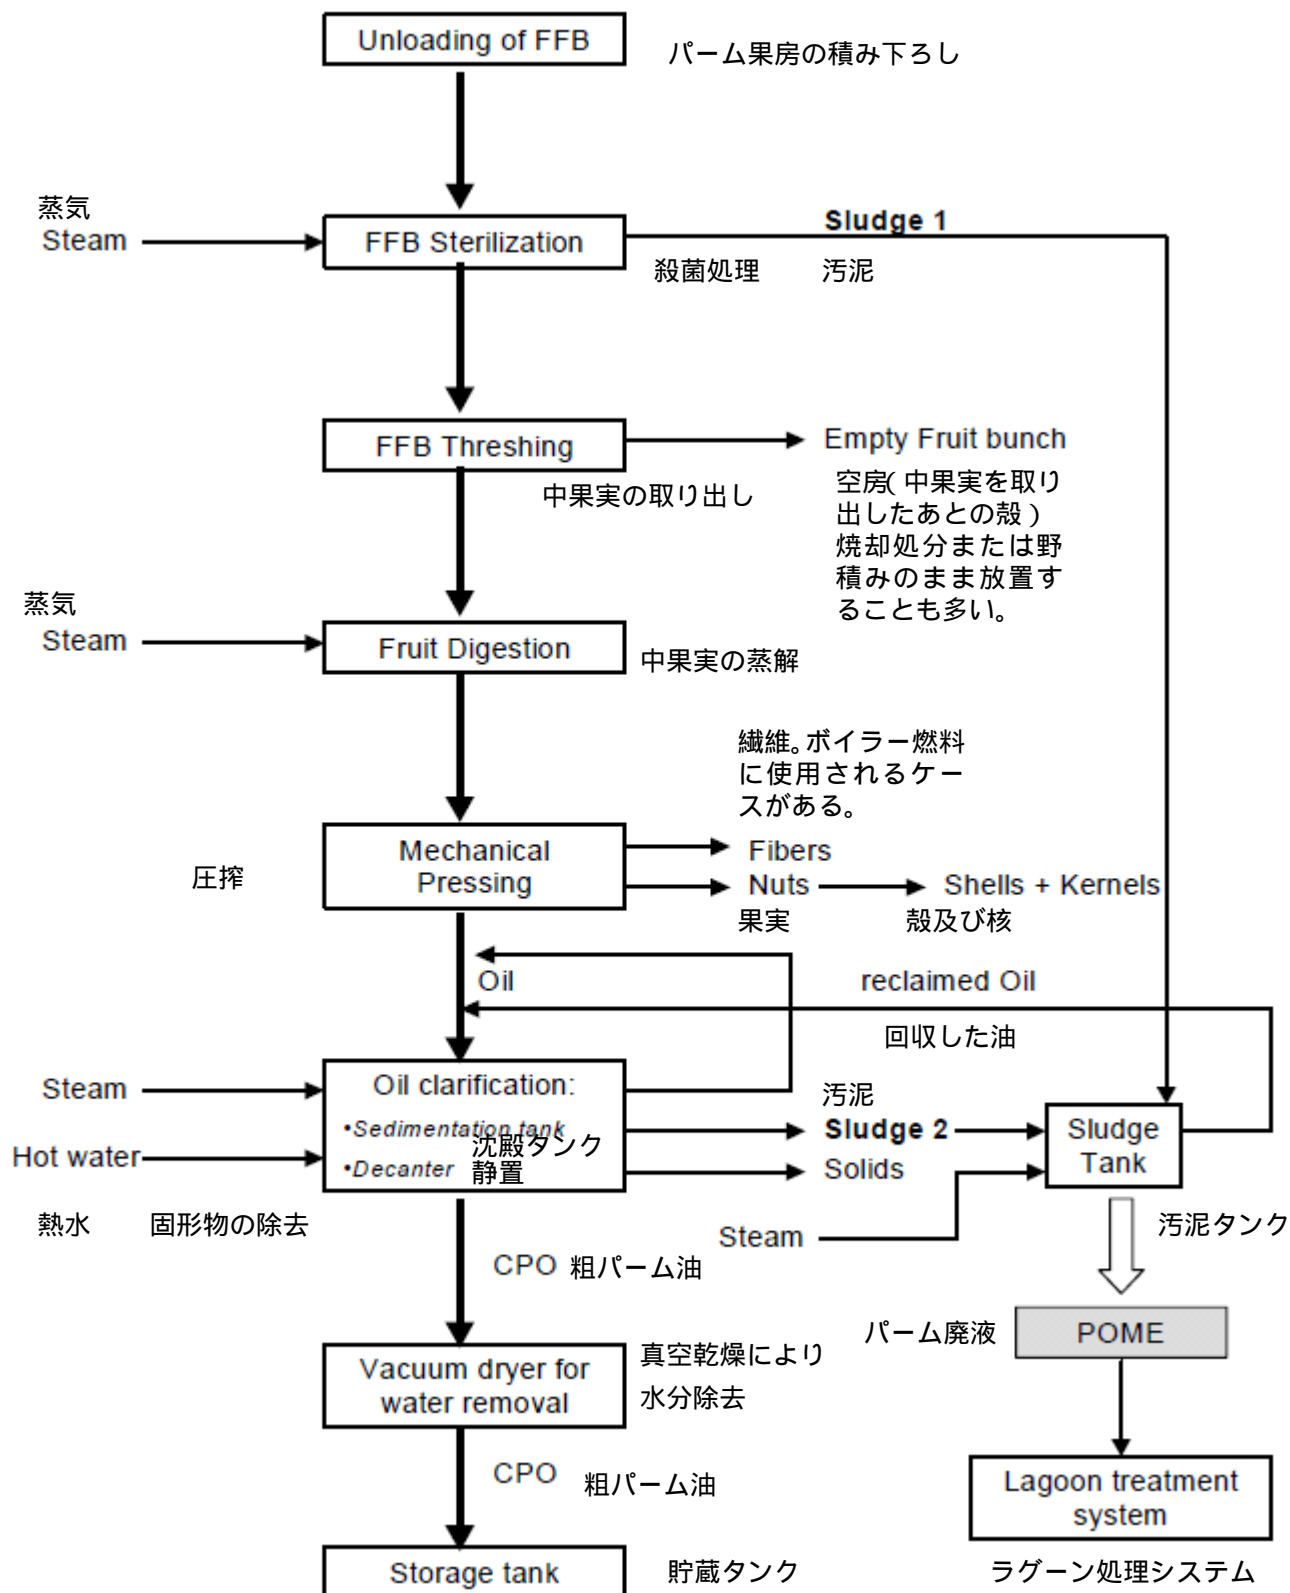 Unloading of FFB
パーム果房の積み下ろし
蒸気
Steam
FFB Sterilization
Sludge 1
殺菌処理
汚泥
FFB Threshing
Empty Fruit bunch
中果実の取り出し
空房(中果実を取り
出したあとの殻)
焼却処分または野
積みのまま放置す
ることも多い。
蒸気
Steam
Fruit Digestion
中果実の蒸解
繊維。ボイラー燃料
に使用されるケー
スがある。
Mechanical
Pressing
圧搾
Fibers
Nuts
Shells + Kernels
果実
殻及び核
Oil
reclaimed Oil
回収した油
Steam
Oil clarification:
•Sedimentation tank
沈殿タンク
•Decanter
静置
汚泥
Sludge 2
Sludge
Tank
Hot water
Solids
熱水
固形物の除去
Steam
汚泥タンク
CPO 粗パーム油
パーム廃液
POME
Vacuum dryer for
water removal
真空乾燥により
水分除去
CPO
粗パーム油
Lagoon treatment
system
Storage tank
貯蔵タンク
ラグーン処理システム